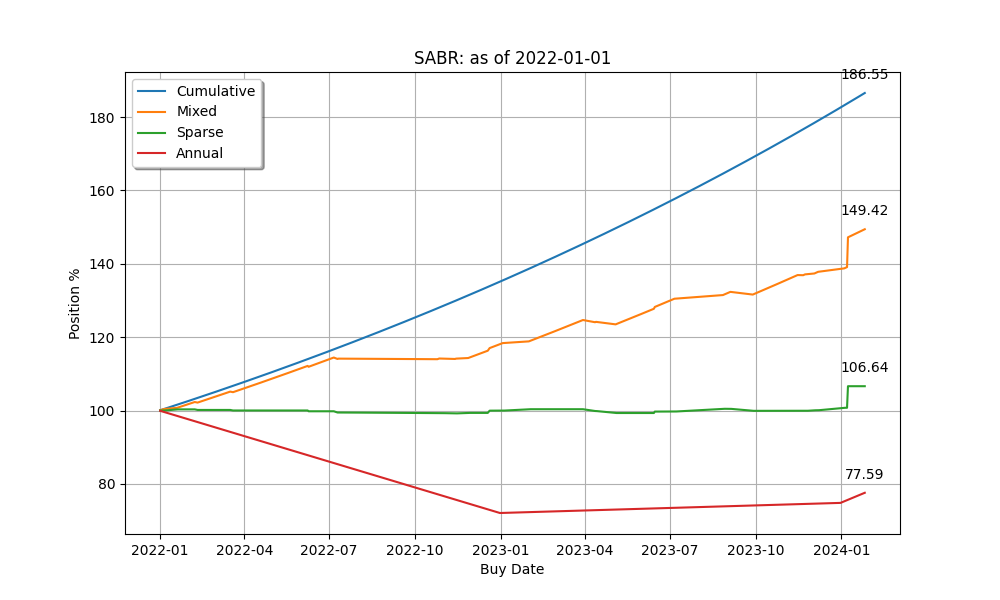 SABR: as of 2022-01-01
186.55
Cumulative
Mixed
Sparse
Annual
180
160
149.42
140
Position %
120
106.64
100
77.59
80
2022-01 2022-04 2022-07 2022-10 2023-01 2023-04 2023-07 2023-10 2024-01
Buy Date